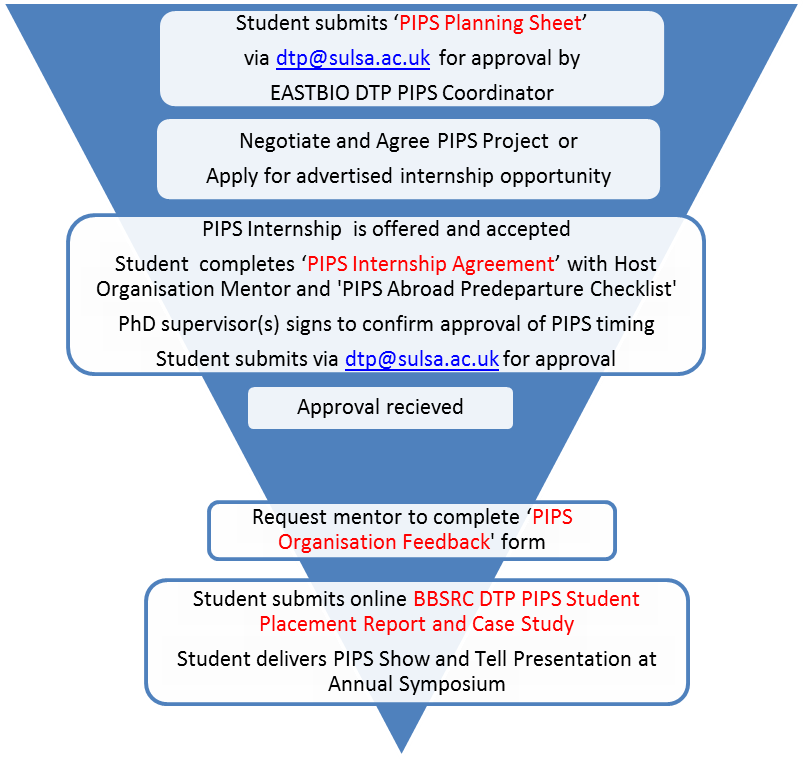 Student submits ‘PIPS Planning Sheet’
via dtp@sulsa.ac.uk for approval by
EASTBIO DTP PIPS Coordinator
Negotiate and Agree PIPS Project or
Apply for advertised internship opportunity
PIPS Internship is offered and accepted
Student completes ‘PIPS Internship Agreement’ with Host
Organisation Mentor and 'PIPS Abroad Predeparture Checklist'
PhD supervisor(s) signs to confirm approval of PIPS timing
Student submits via dtp@sulsa.ac.uk for approval
Approval recieved
Request mentor to complete ‘PIPS
Organisation Feedback' form
Student submits online BBSRC DTP PIPS Student
Placement Report and Case Study
Student delivers PIPS Show and Tell Presentation at
Annual Symposium